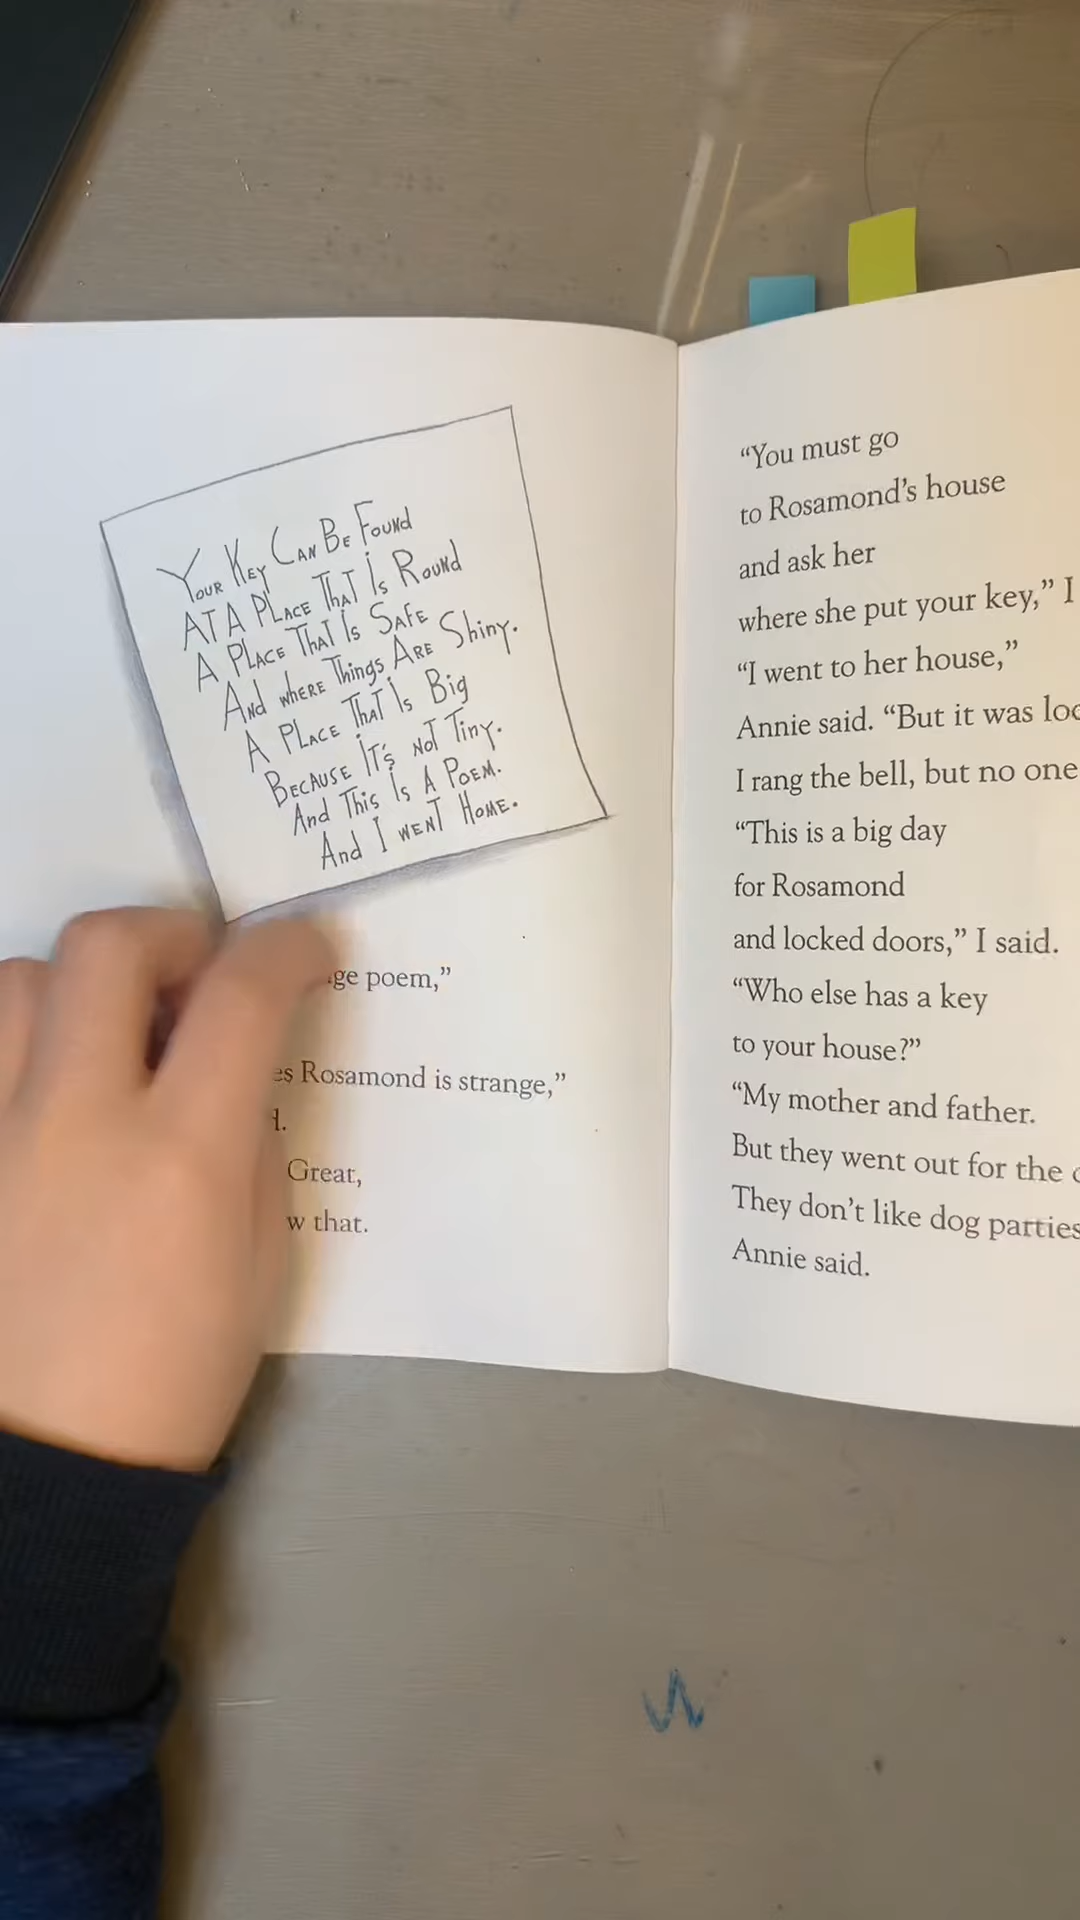 Your Key Can Be Found
At A Place That Is Round
A Place That Is Safe
And where Things Are Shiny.
A Place That Is Big
Because It's Not Tiny.
And This Is A Poem.
And I went Home.
poem,”
Rosamond is strange,”
Great,
that.
“You must go
to Rosamond’s house
and ask her
where she put your key,” I
“I went to her house,”
Annie said. “But it was
I rang the bell, but no one
“This is a big day
for Rosamond
and locked doors,” I said.
“Who else has a key
to your house?”
“My mother and father.
But they went out for the
They don’t like dog parties
Annie said.